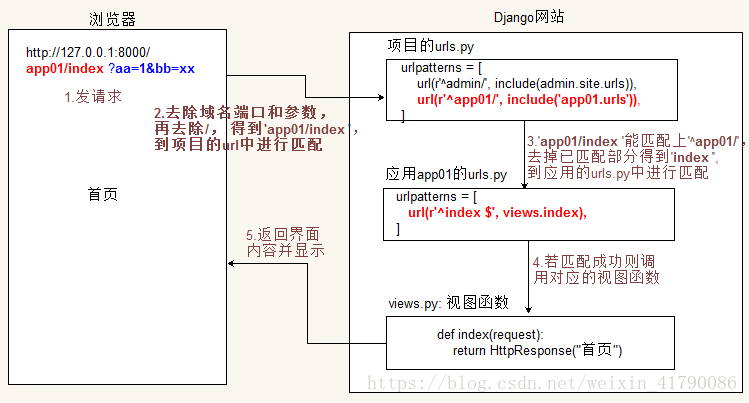 浏览器
Django网站
http://127.0.0.1:8000/
app01/index ?aa=1&bb=xx
1.发请求
2.去除域名端口和参数，
再去除/，得到'app01/index '，
到项目的url中进行匹配
首页
项目的urls.py
urlpatterns = [
url(r'^admin/', include(admin.site.urls)),
url(r'^app01/', include('app01.urls')),
]
3.'app01/index '能匹配上'^app01/'，
去掉已匹配部分得到'index ',
到应用的urls.py中进行匹配
应用app01的urls.py
urlpatterns = [
url(r'^index $', views.index),
]
4.若匹配成功则调
用对应的视图函数
5.返回界面
内容并显示
views.py: 视图函数
def index(request):
return HttpResponse("首页")
https://blog.csdn.net/weixin_41790086